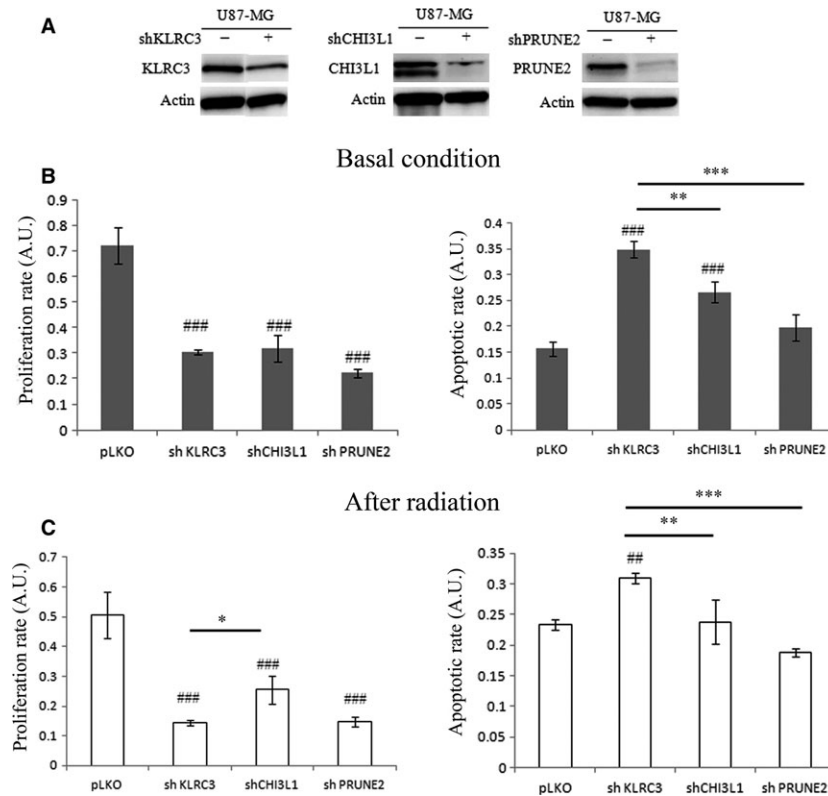 A
U87-MG
shKLRC3 – +
KLRC3
Actin
U87-MG
shCHI3L1 – +
CHI3L1
Actin
U87-MG
shPRUNE2 – +
PRUNE2
Actin
Basal condition
B
Proliferation rate (A.U.)
0.9
0.8
0.7
0.6
0.5
0.4
0.3
0.2
0.1
0
###
###
###
pLKO sh KLRC3 shCHI3L1 sh PRUNE2
Apoptotic rate (A.U.)
0.4
0.35
0.3
0.25
0.2
0.15
0.1
0.05
0
***
**
###
###
pLKO sh KLRC3 shCHI3L1 sh PRUNE2
After radiation
C
Proliferation rate (A.U.)
0.7
0.6
0.5
0.4
0.3
0.2
0.1
0
*
###
###
###
pLKO sh KLRC3 shCHI3L1 sh PRUNE2
Apoptotic rate (A.U.)
0.35
0.3
0.25
0.2
0.15
0.1
0.05
0
***
**
##
pLKO sh KLRC3 shCHI3L1 sh PRUNE2